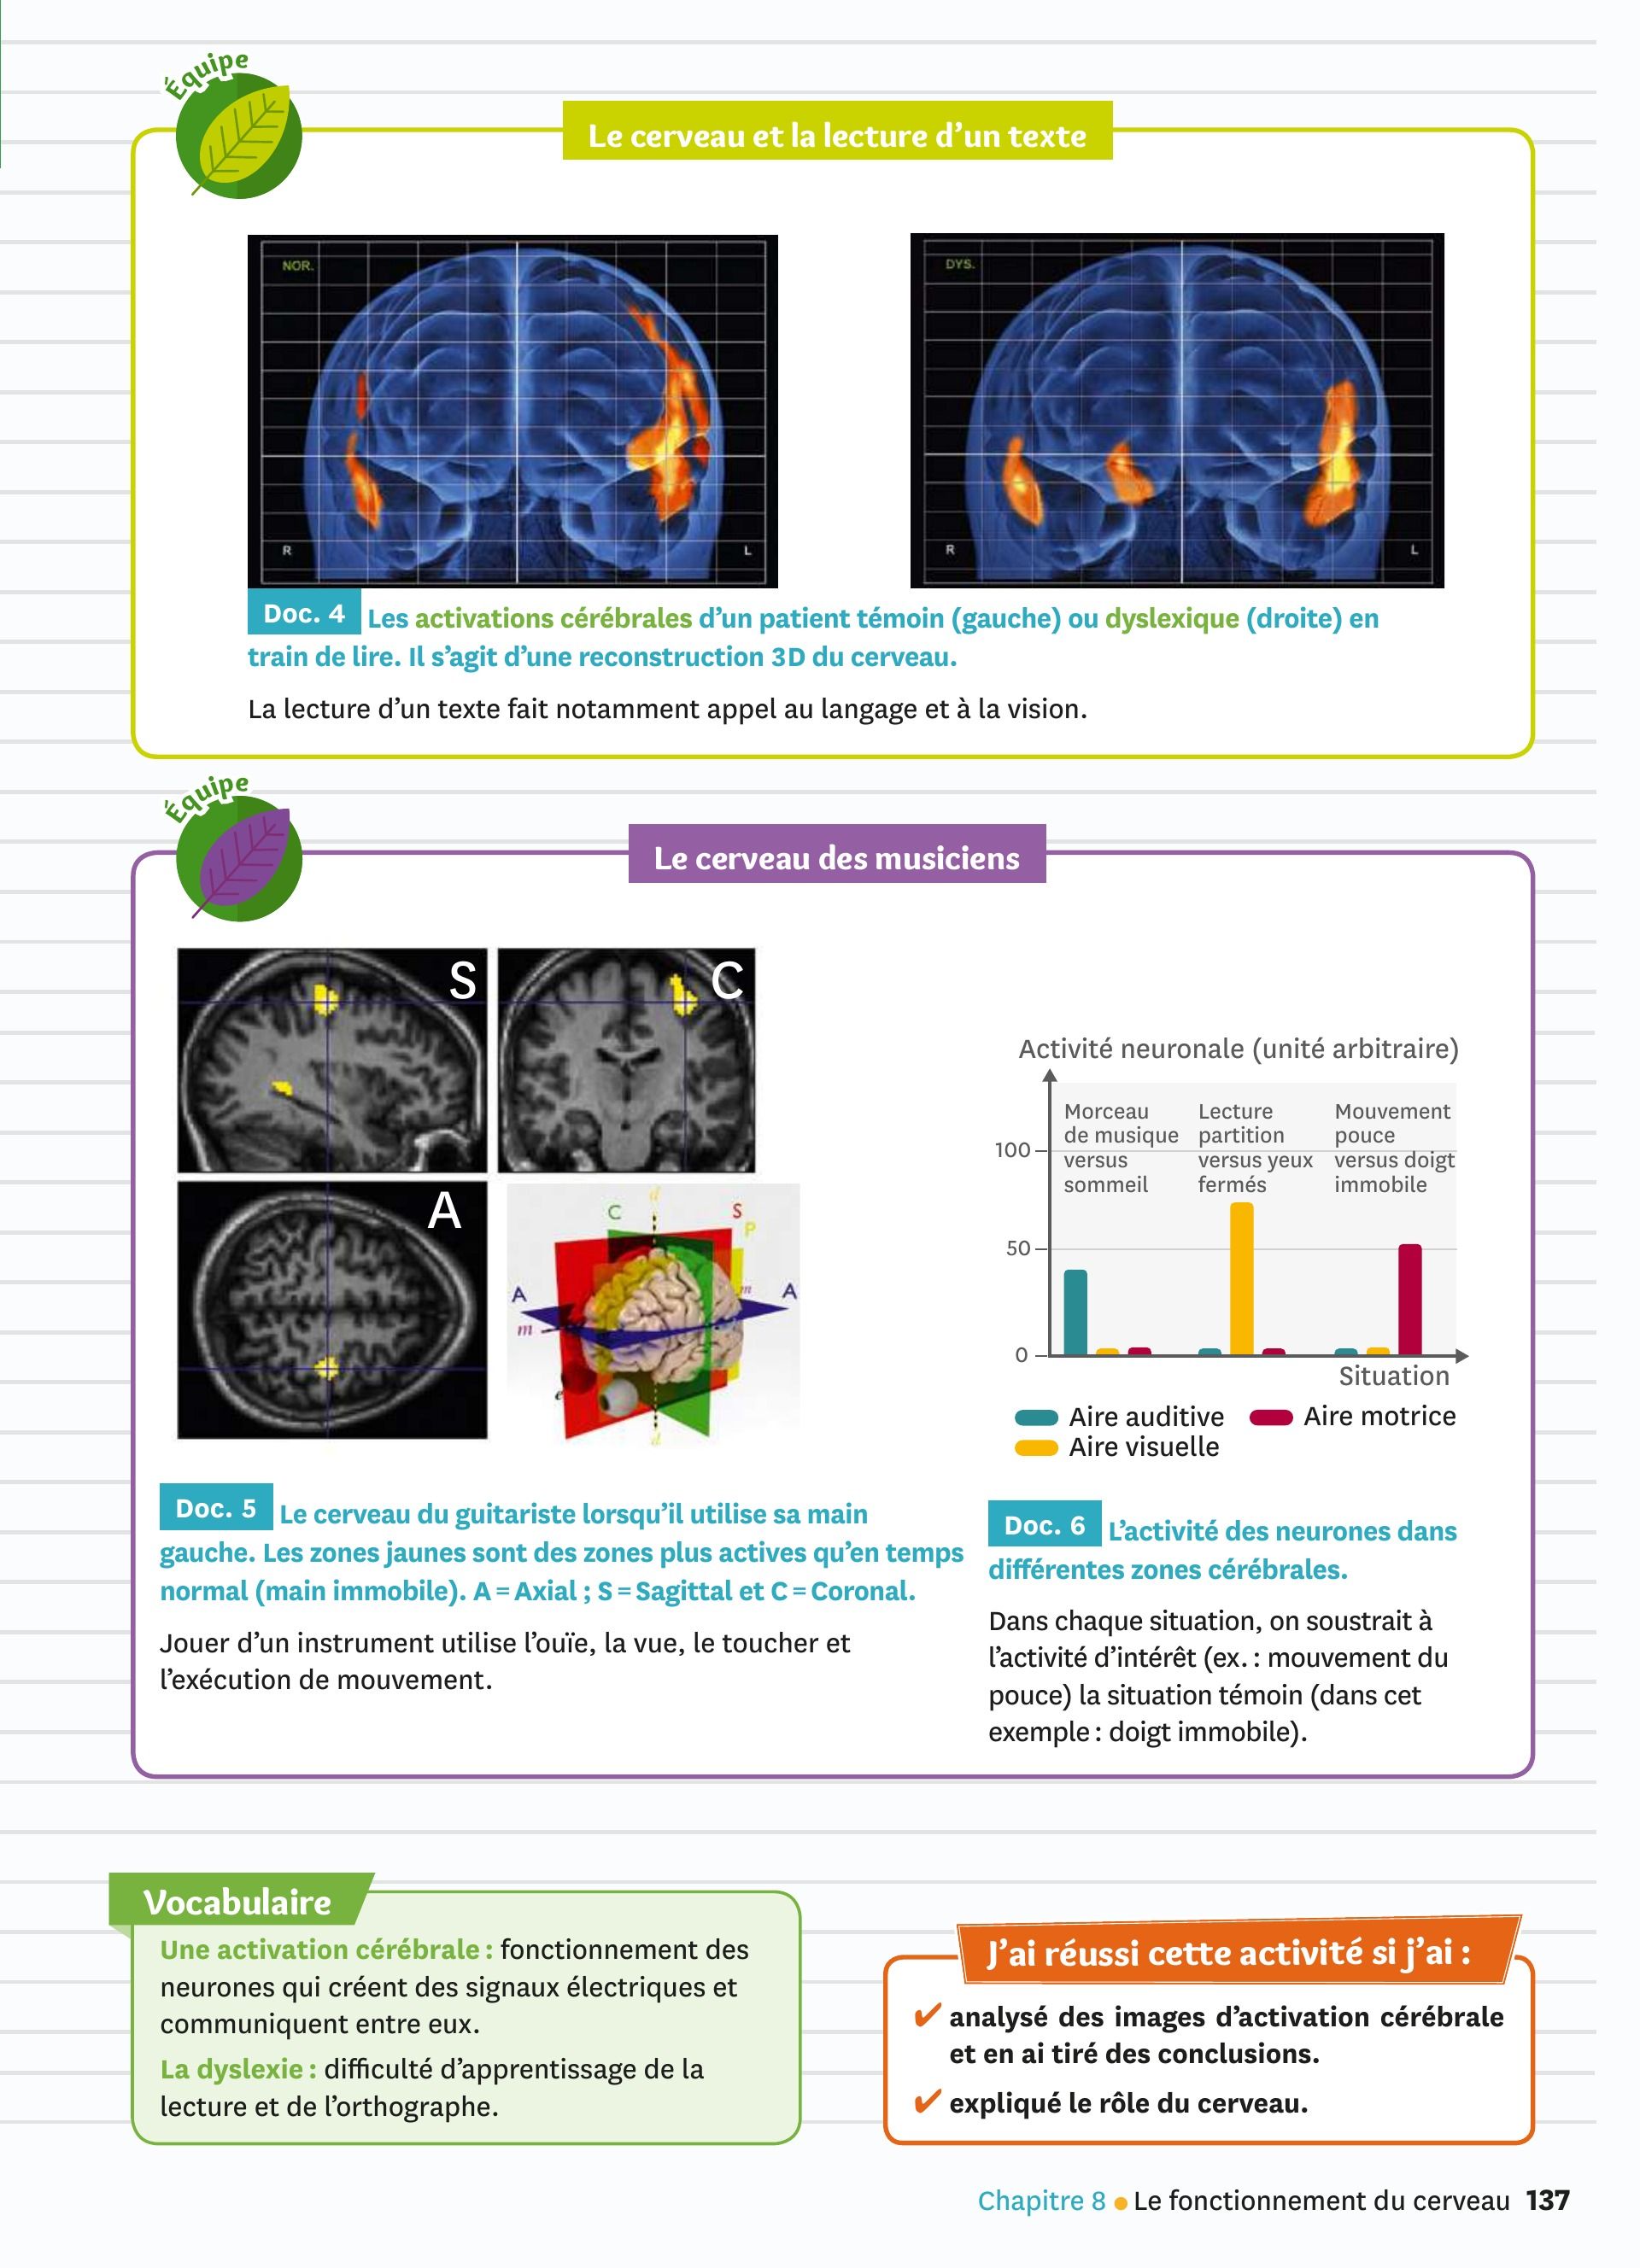 Équipe
Le cerveau et la lecture d’un texte
NOR.
R
L
DYS.
R
L
Doc. 4 Les activations cérébrales d’un patient témoin (gauche) ou dyslexique (droite) en
train de lire. Il s’agit d’une reconstruction 3D du cerveau.
La lecture d’un texte fait notamment appel au langage et à la vision.
Équipe
Le cerveau des musiciens
S
C
A
d
C
S
P
A
m
m
A
e
d
Doc. 5 Le cerveau du guitariste lorsqu’il utilise sa main
gauche. Les zones jaunes sont des zones plus actives qu’en temps
normal (main immobile). A = Axial ; S = Sagittal et C = Coronal.
Jouer d’un instrument utilise l’ouïe, la vue, le toucher et
l’exécution de mouvement.
Activité neuronale (unité arbitraire)
Morceau
de musique
versus
sommeil
Lecture
partition
versus yeux
fermés
Mouvement
pouce
versus doigt
immobile
100
50
0
Situation
Aire auditive
Aire motrice
Aire visuelle
Doc. 6 L’activité des neurones dans
différentes zones cérébrales.
Dans chaque situation, on soustrait à
l’activité d’intérêt (ex. : mouvement du
pouce) la situation témoin (dans cet
exemple : doigt immobile).
Vocabulaire
Une activation cérébrale : fonctionnement des
neurones qui créent des signaux électriques et
communiquent entre eux.
La dyslexie : difficulté d’apprentissage de la
lecture et de l’orthographe.
J’ai réussi cette activité si j’ai :
✔ analysé des images d’activation cérébrale
et en ai tiré des conclusions.
✔ expliqué le rôle du cerveau.
Chapitre 8 ● Le fonctionnement du cerveau 137